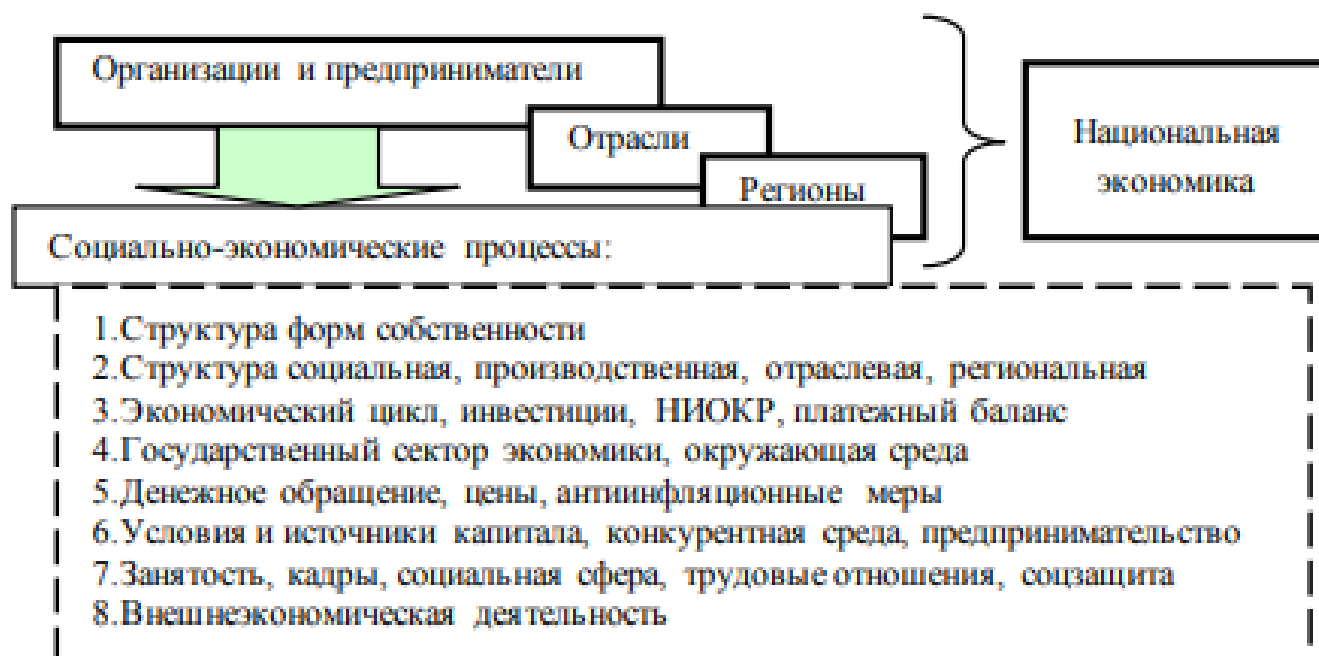 Организации и предприниматели
Отрасли
Регионы
Национальная
экономика
Социально-экономические процессы:
1.Структура форм собственности
2.Структура социальная, производственная, отраслевая, региональная
3.Экономический цикл, инвестиции, НИОКР, платежный баланс
4.Государственный сектор экономики, окружающая среда
5.Денежное обращение, цены, антиинфляционные меры
6.Условия и источники капитала, конкурентная среда, предпринимательство
7.Занятость, кадры, социальная сфера, трудовые отношения, соцзащита
8.Внешнеэкономическая деятельность